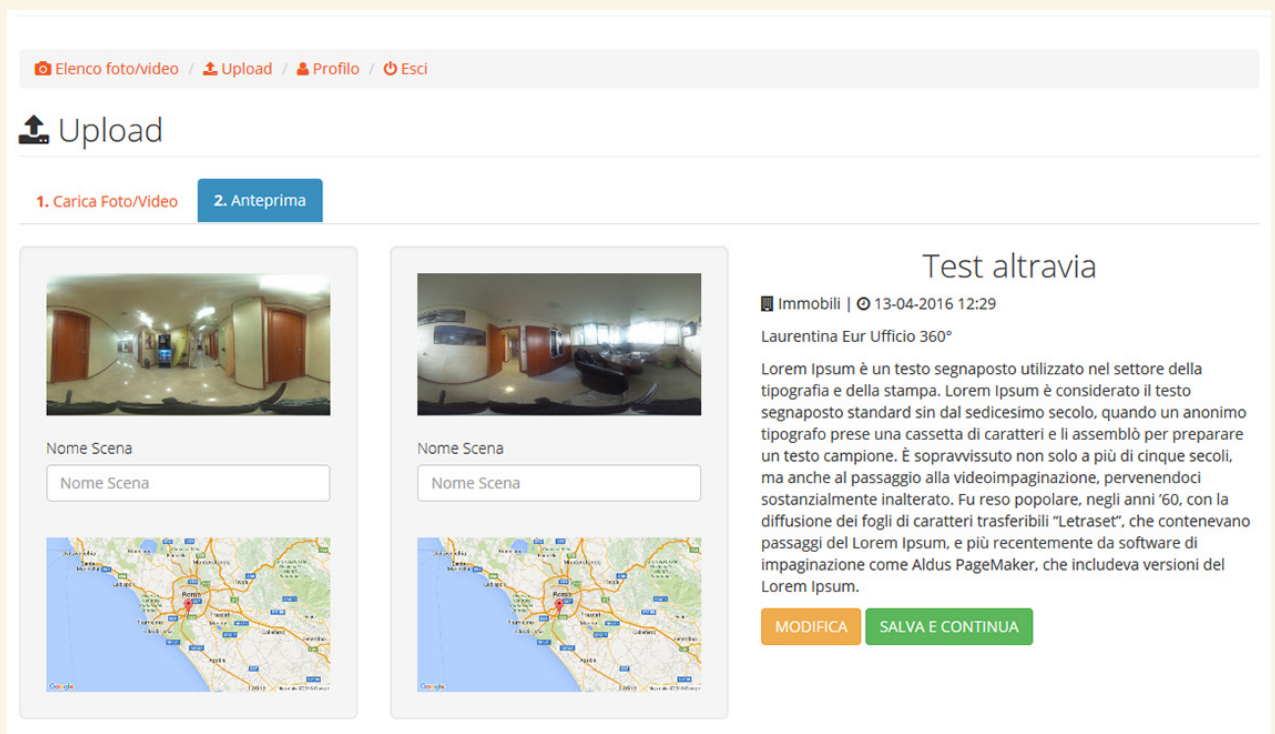 Elenco foto/video / Upload / Profilo / Esci
Upload
1. Carica Foto/Video
2. Anteprima
Nome Scena
Nome Scena
Roma
Google
Nome Scena
Nome Scena
Roma
Google
Test altravia
Immobili | 13-04-2016 12:29
Laurentina Eur Ufficio 360°
Lorem Ipsum è un testo segnaposto utilizzato nel settore della
tipografia e della stampa. Lorem Ipsum è considerato il testo
segnaposto standard sin dal sedicesimo secolo, quando un anonimo
tipografo prese una cassetta di caratteri e li assemblò per preparare
un testo campione. È sopravvissuto non solo a più di cinque secoli,
ma anche al passaggio alla videoimpaginazione, pervenendoci
sostanzialmente inalterato. Fu reso popolare, negli anni ’60, con la
diffusione dei fogli di caratteri trasferibili “Letraset”, che contenevano
passaggi del Lorem Ipsum, e più recentemente da software di
impaginazione come Aldus PageMaker, che includeva versioni del
Lorem Ipsum.
MODIFICA
SALVA E CONTINUA